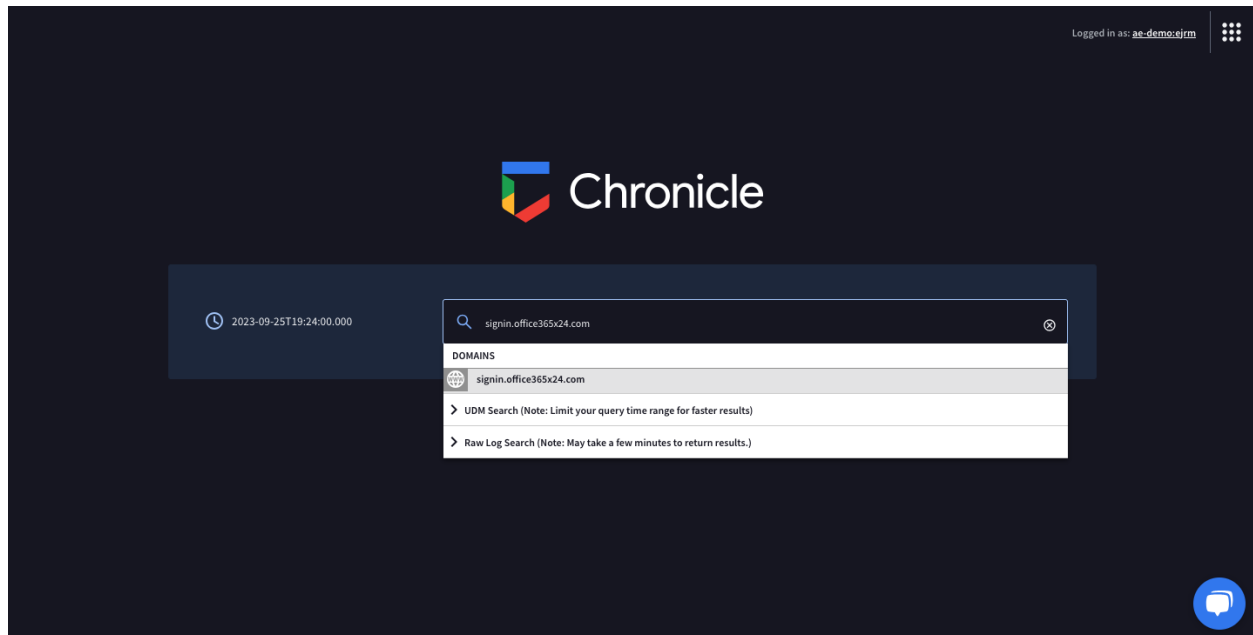 Logged in as: ae-demo:ejrm
Chronicle
2023-09-25T19:24:00.000
signin.office365x24.com
DOMAINS
signin.office365x24.com
UDM Search (Note: Limit your query time range for faster results)
Raw Log Search (Note: May take a few minutes to return results.)